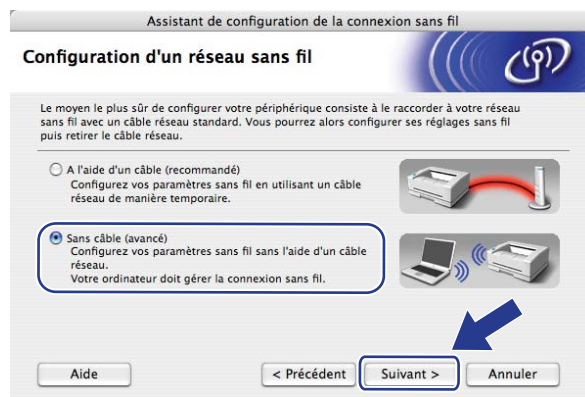 Assistant de configuration de la connexion sans fil
Configuration d'un réseau sans fil
Le moyen le plus sûr de configurer votre périphérique consiste à le raccorder à votre réseau
sans fil avec un câble réseau standard. Vous pourrez alors configurer ses réglages sans fil
puis retirer le câble réseau.
A l'aide d'un câble (recommandé)
Configurez vos paramètres sans fil en utilisant un câble
réseau de manière temporaire.
Sans câble (avancé)
Configurez vos paramètres sans fil sans l'aide d'un câble
réseau.
Votre ordinateur doit gérer la connexion sans fil.
Aide
< Précédent
Suivant >
Annuler